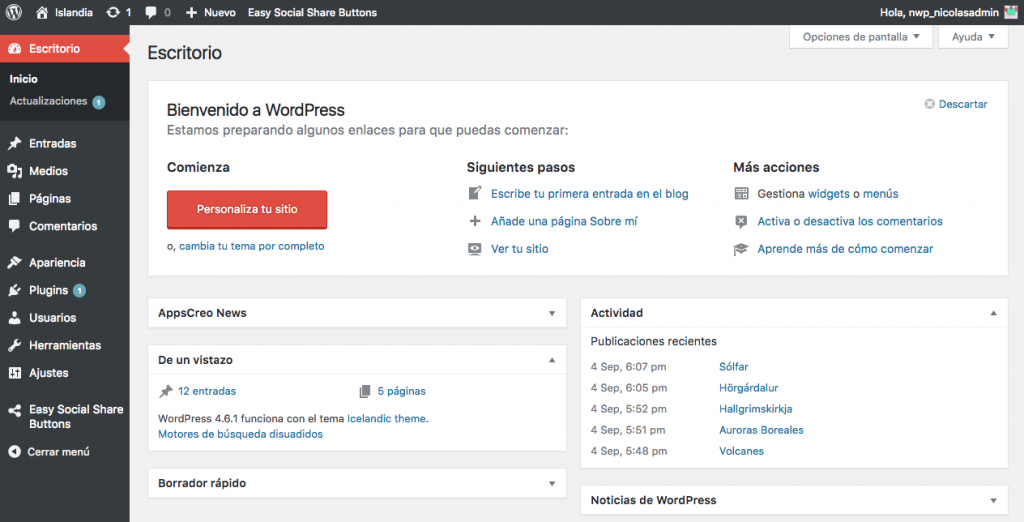 Islandia 1 0 + Nuevo Easy Social Share Buttons Hola, nwp_nicolasadmin
Escritorio
Inicio
Actualizaciones 1
Entradas
Medios
Páginas
Comentarios
Apariencia
Plugins 1
Usuarios
Herramientas
Ajustes
Easy Social Share
Buttons
Cerrar menú
Opciones de pantalla Ayuda
Escritorio
Bienvenido a WordPress
Descartar
Estamos preparando algunos enlaces para que puedas comenzar:
Comienza
Personaliza tu sitio
o, cambia tu tema por completo
Siguientes pasos
Escribe tu primera entrada en el blog
Añade una página Sobre mí
Ver tu sitio
Más acciones
Gestiona widgets o menús
Activa o desactiva los comentarios
Aprende más de cómo comenzar
AppsCreo News
De un vistazo
12 entradas 5 páginas
WordPress 4.6.1 funciona con el tema Icelandic theme.
Motores de búsqueda disuadidos
Borrador rápido
Actividad
Publicaciones recientes
4 Sep, 6:07 pm Sólfar
4 Sep, 6:05 pm Hörgárdalur
4 Sep, 5:52 pm Hallgrimskirkja
4 Sep, 5:51 pm Auroras Boreales
4 Sep, 5:48 pm Volcanes
Noticias de WordPress